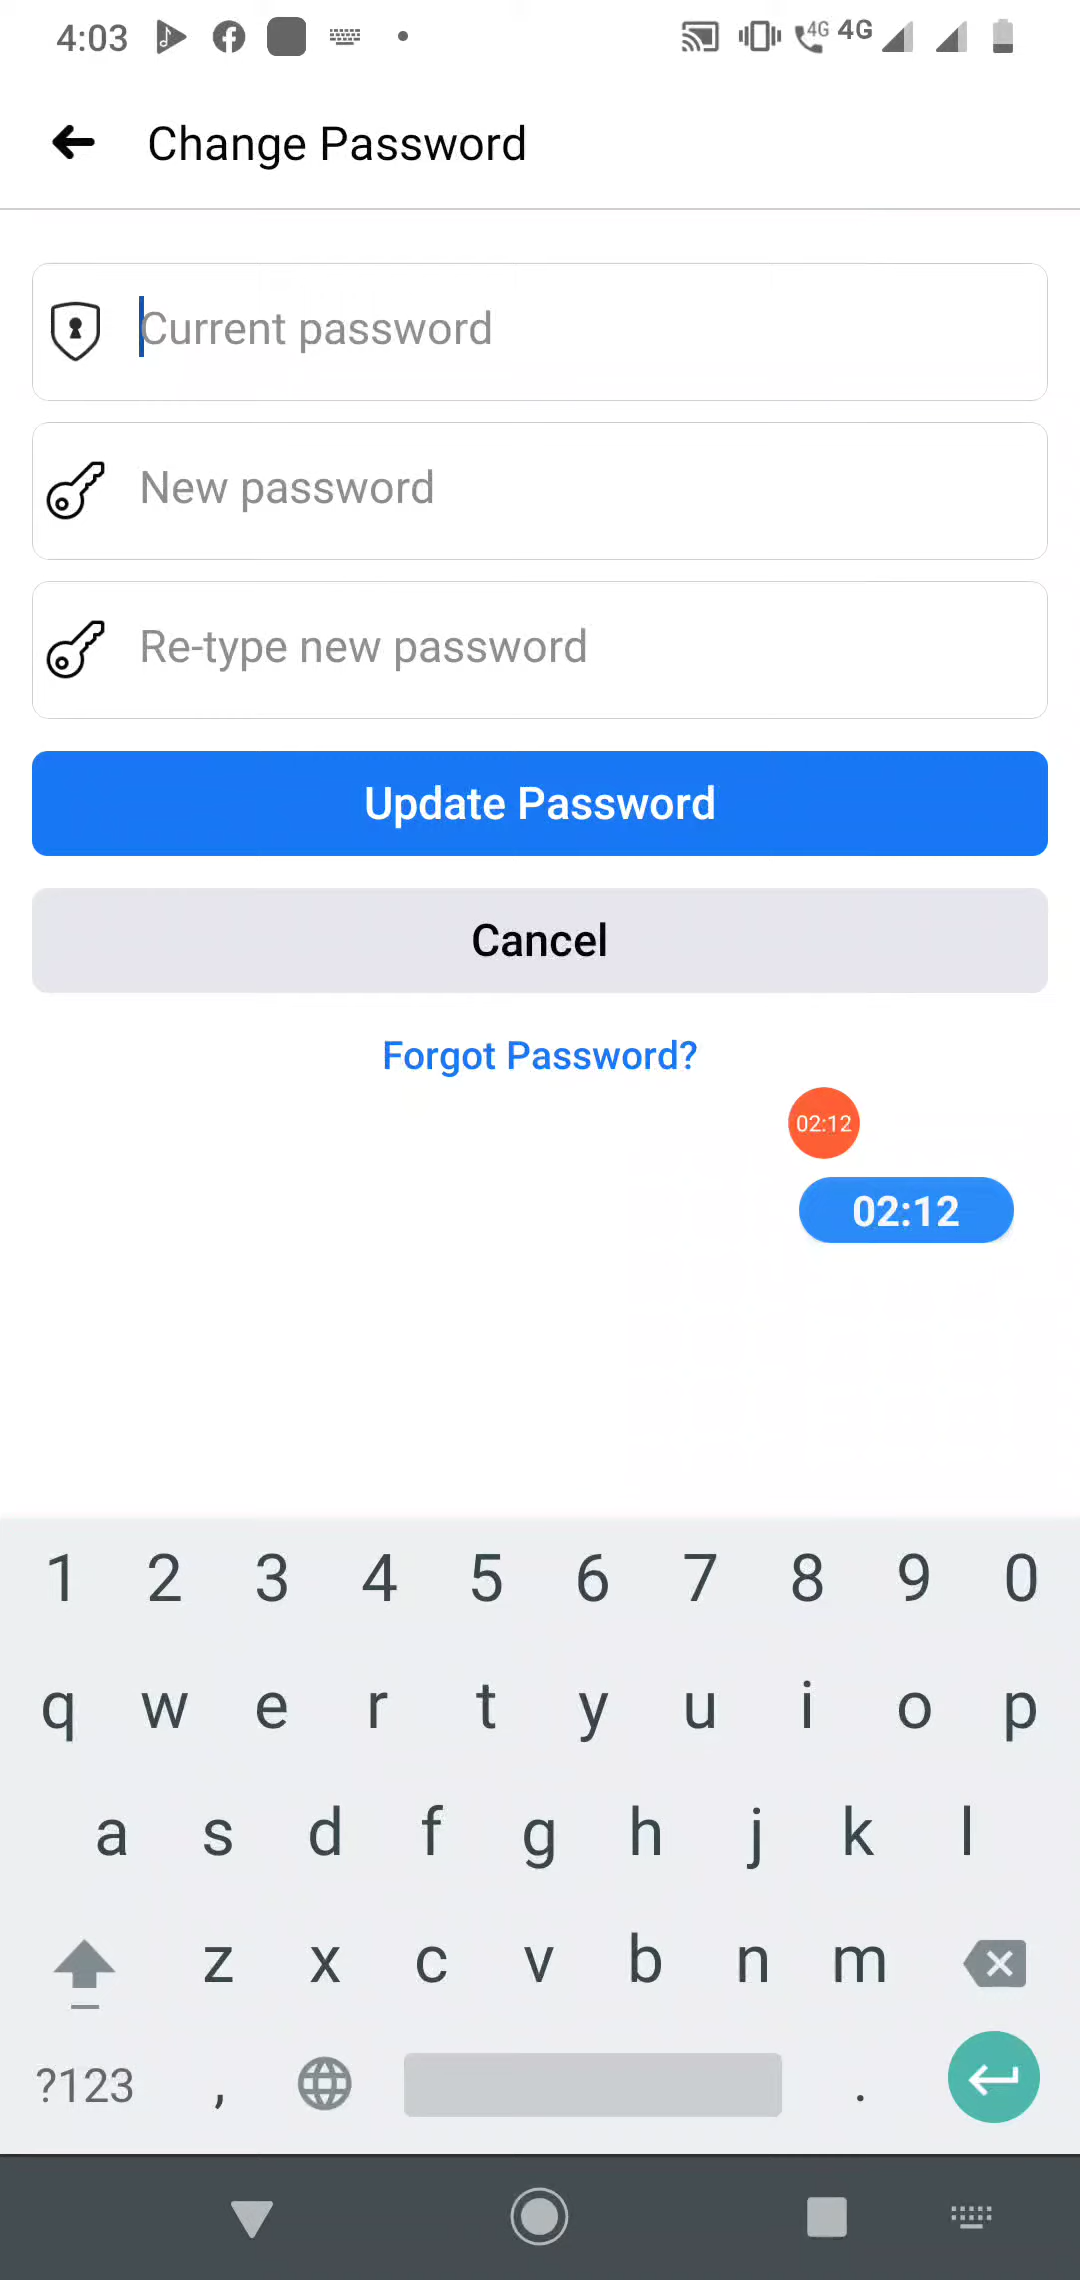 4:03 4G 4G
Change Password
Current password
New password
Re-type new password
Update Password
Cancel
Forgot Password?
02:12
02:12
1 2 3 4 5 6 7 8 9 0
q w e r t y u i o p
a s d f g h j k l
z x c v b n m
?123 , .